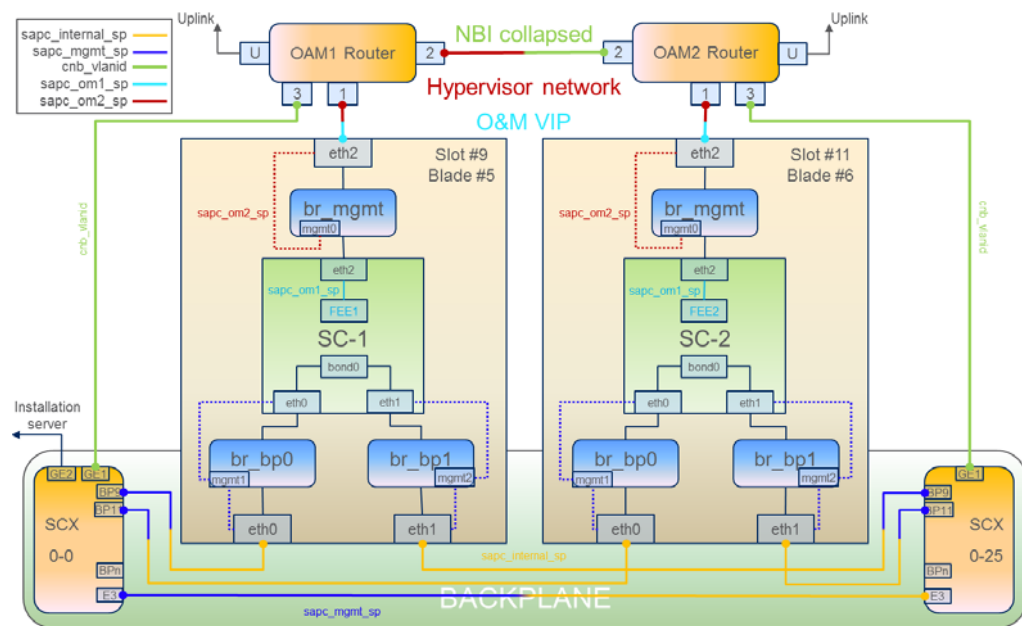 sapc_internal_sp
sapc_mgmt_sp
cnb_vlanid
sapc_om1_sp
sapc_om2_sp
Uplink
U
OAM1 Router
2
NBI collapsed
2
OAM2 Router
U
Uplink
3
1
Hypervisor network
1
3
O&M VIP
eth2
Slot #9
Blade #5
eth2
Slot #11
Blade #6
br_mgmt
mgmt0
sapc_om2_sp
br_mgmt
mgmt0
sapc_om2_sp
cnb_vlanid
cnb_vlanid
eth2
sapc_om1_sp
FEE1
SC-1
bond0
eth0
eth1
eth2
sapc_om1_sp
FEE2
SC-2
bond0
eth0
eth1
Installation
server
br_bp0
mgmt1
br_bp1
mgmt2
br_bp0
mgmt1
br_bp1
mgmt2
GE2
GE1
BP9
BP11
SCX
0-0
BPn
E3
eth0
eth1
eth0
eth1
GE1
BP9
BP11
SCX
0-25
BPn
E3
sapc_internal_sp
BACKPLANE
sapc_mgmt_sp